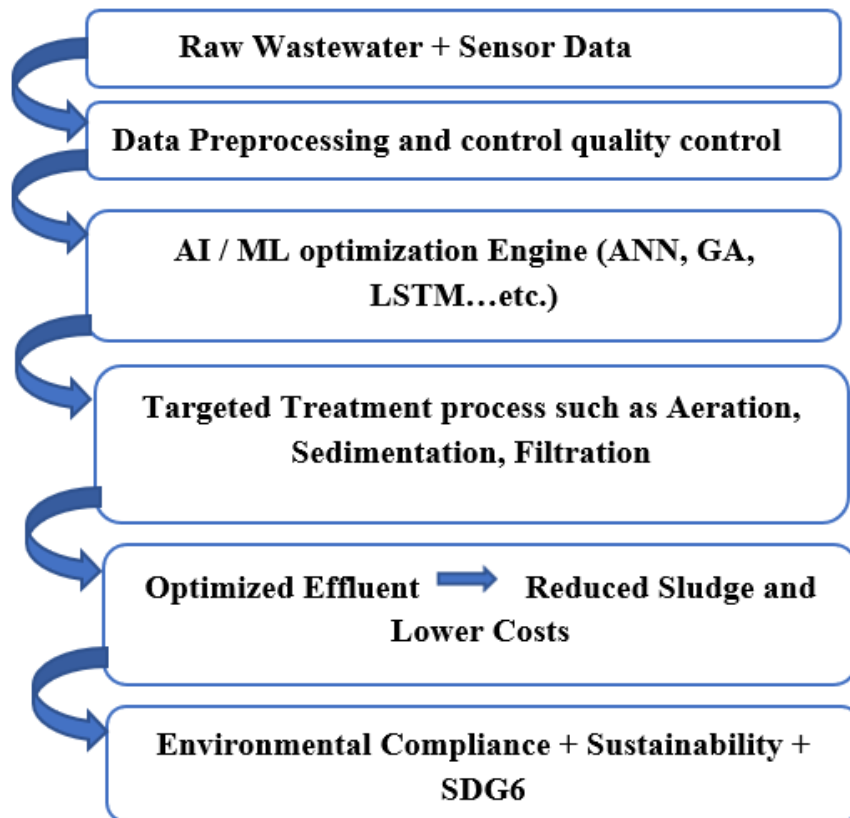 Raw Wastewater + Sensor Data
Data Preprocessing and control quality control
AI / ML optimization Engine (ANN, GA,
LSTM…etc.)
Targeted Treatment process such as Aeration,
Sedimentation, Filtration
Optimized Effluent Reduced Sludge and
Lower Costs
Environmental Compliance + Sustainability +
SDG6